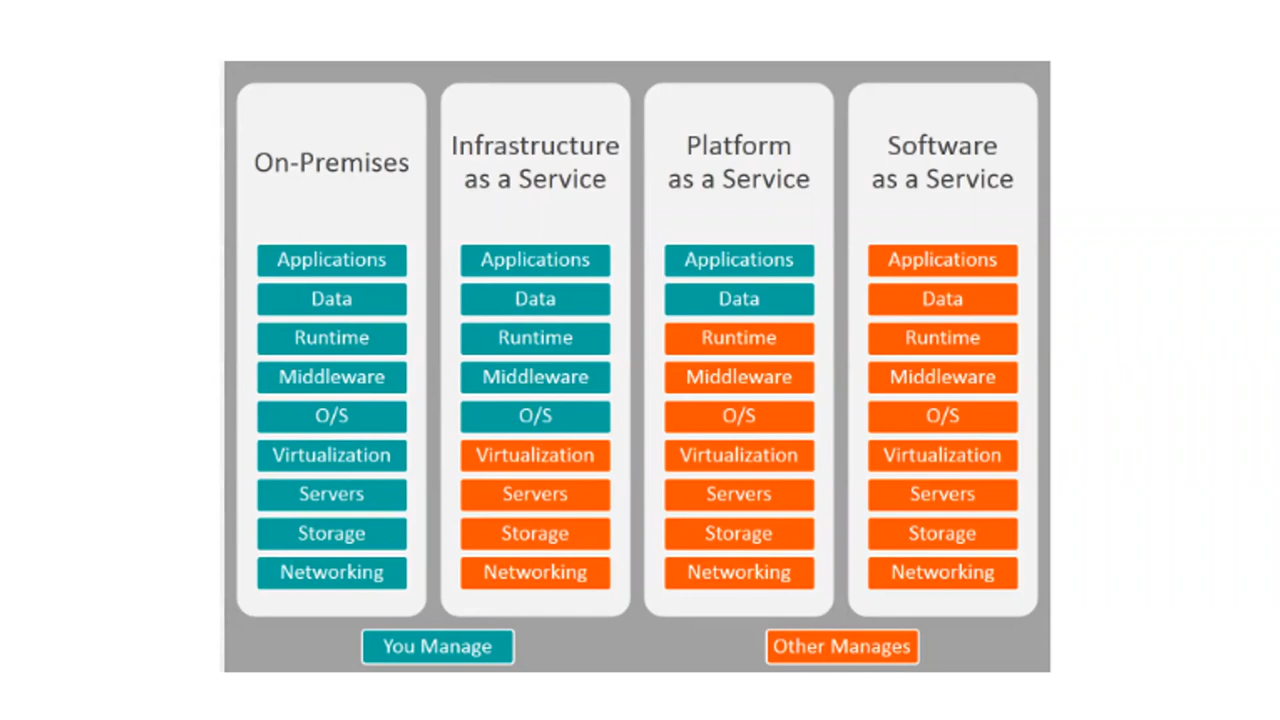 On-Premises
Applications
Data
Runtime
Middleware
O/S
Virtualization
Servers
Storage
Networking
Infrastructure
as a Service
Applications
Data
Runtime
Middleware
O/S
Virtualization
Servers
Storage
Networking
Platform
as a Service
Applications
Data
Runtime
Middleware
O/S
Virtualization
Servers
Storage
Networking
Software
as a Service
Applications
Data
Runtime
Middleware
O/S
Virtualization
Servers
Storage
Networking
You Manage
Other Manages